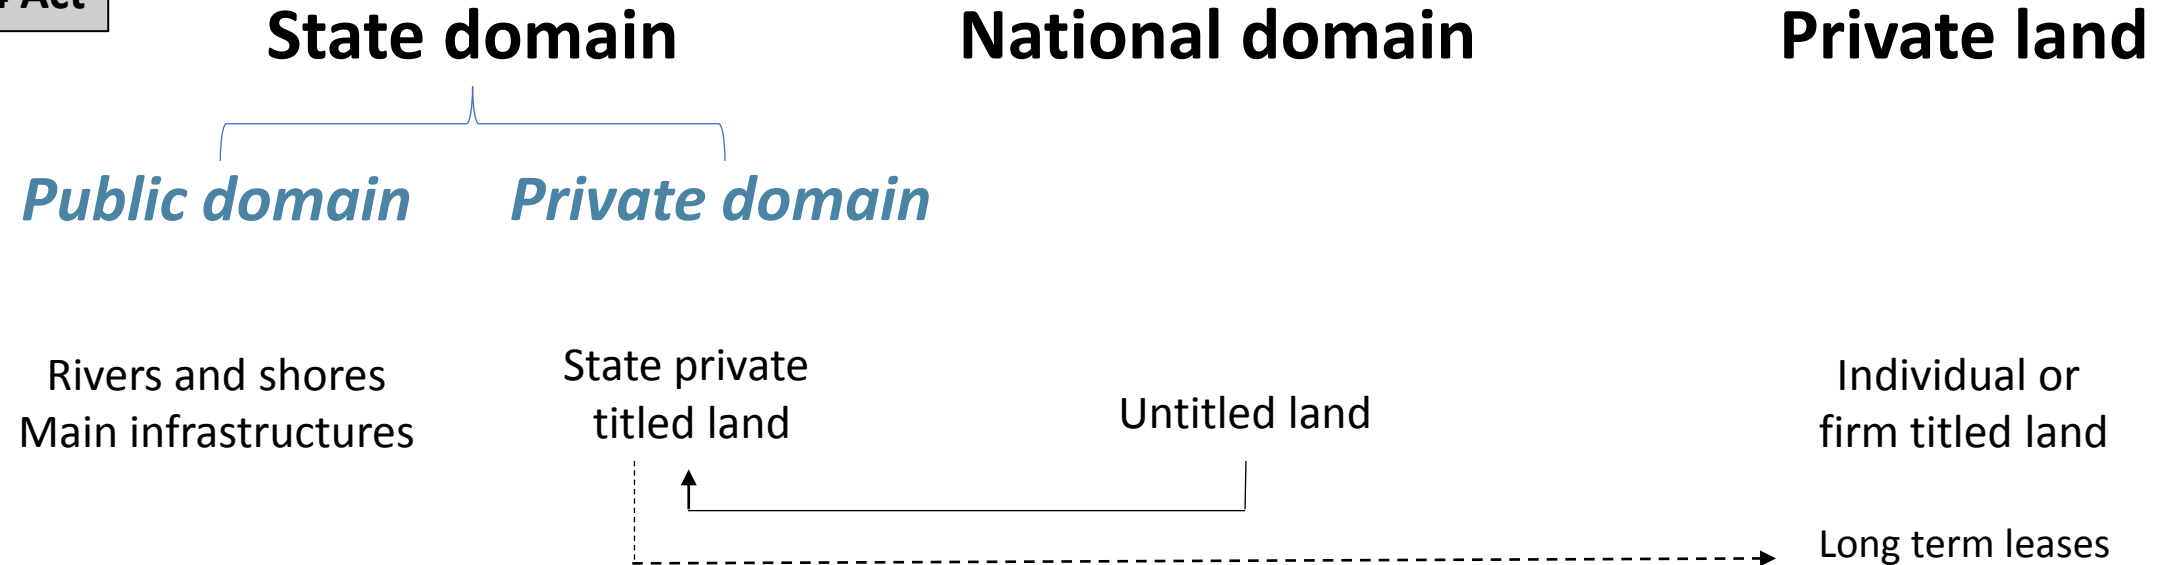 Act
State domain
National domain
Private land
Public domain
Private domain
Rivers and shores
Main infrastructures
State private
titled land
Untitled land
Individual or
firm titled land
Long term leases